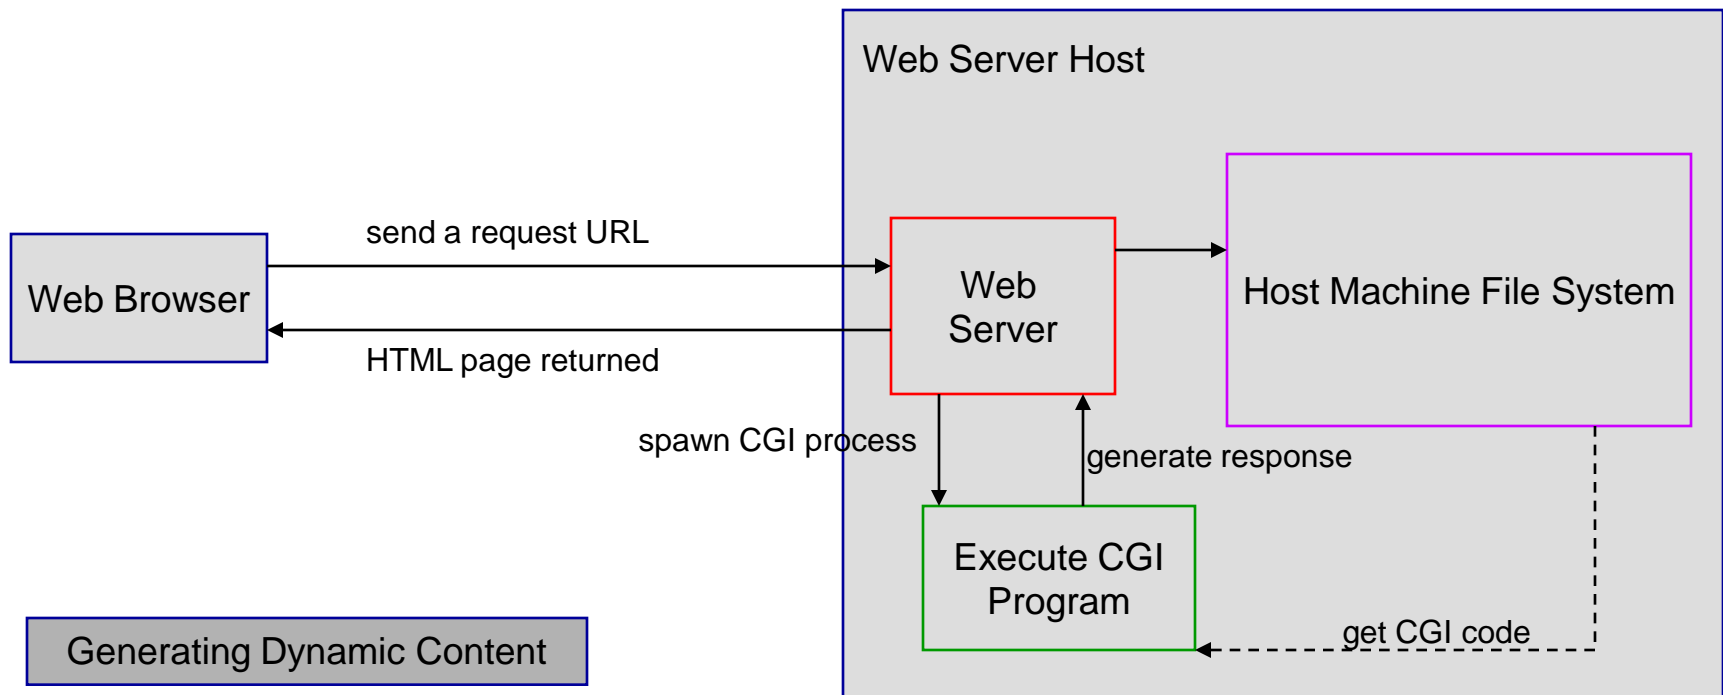 Web Server Host
send a request URL
Web Browser
Web
Server
Host Machine File System
HTML page returned
spawn CGI process
generate response
Execute CGI
Program
get CGI code
Generating Dynamic Content